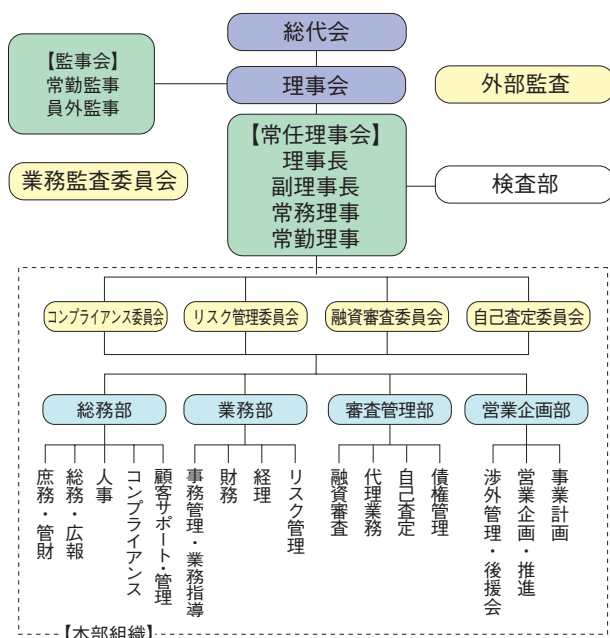 総代会
【監事会】
常勤監事
員外監事
理事会
外部監査
【常任理事会】
理事長
副理事長
常務理事
常勤理事
業務監査委員会
検査部
コンプライアンス委員会
リスク管理委員会
融資審査委員会
自己査定委員会
総務部
業務部
審査管理部
営業企画部
庶務・管財
総務・広報
人事
コンプライアンス
顧客サポート・管理
事務管理・業務指導
財務
経理
リスク管理
融資審査
代理業務
自己査定
債権管理
渉外管理・後援会
営業企画・推進
事業計画
【本部組織】